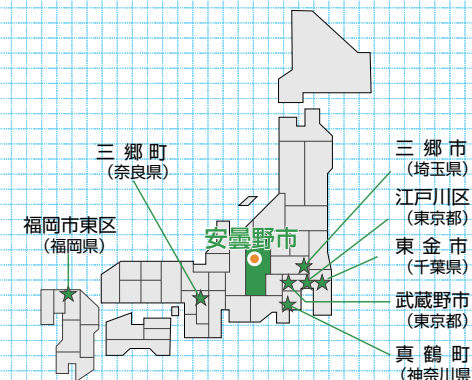 三郷町
（奈良県）
福岡市東区
（福岡県）
安曇野市
三郷市
（埼玉県）
江戸川区
（東京都）
東金市
（千葉県）
武蔵野市
（東京都）
真鶴町
（神奈川県